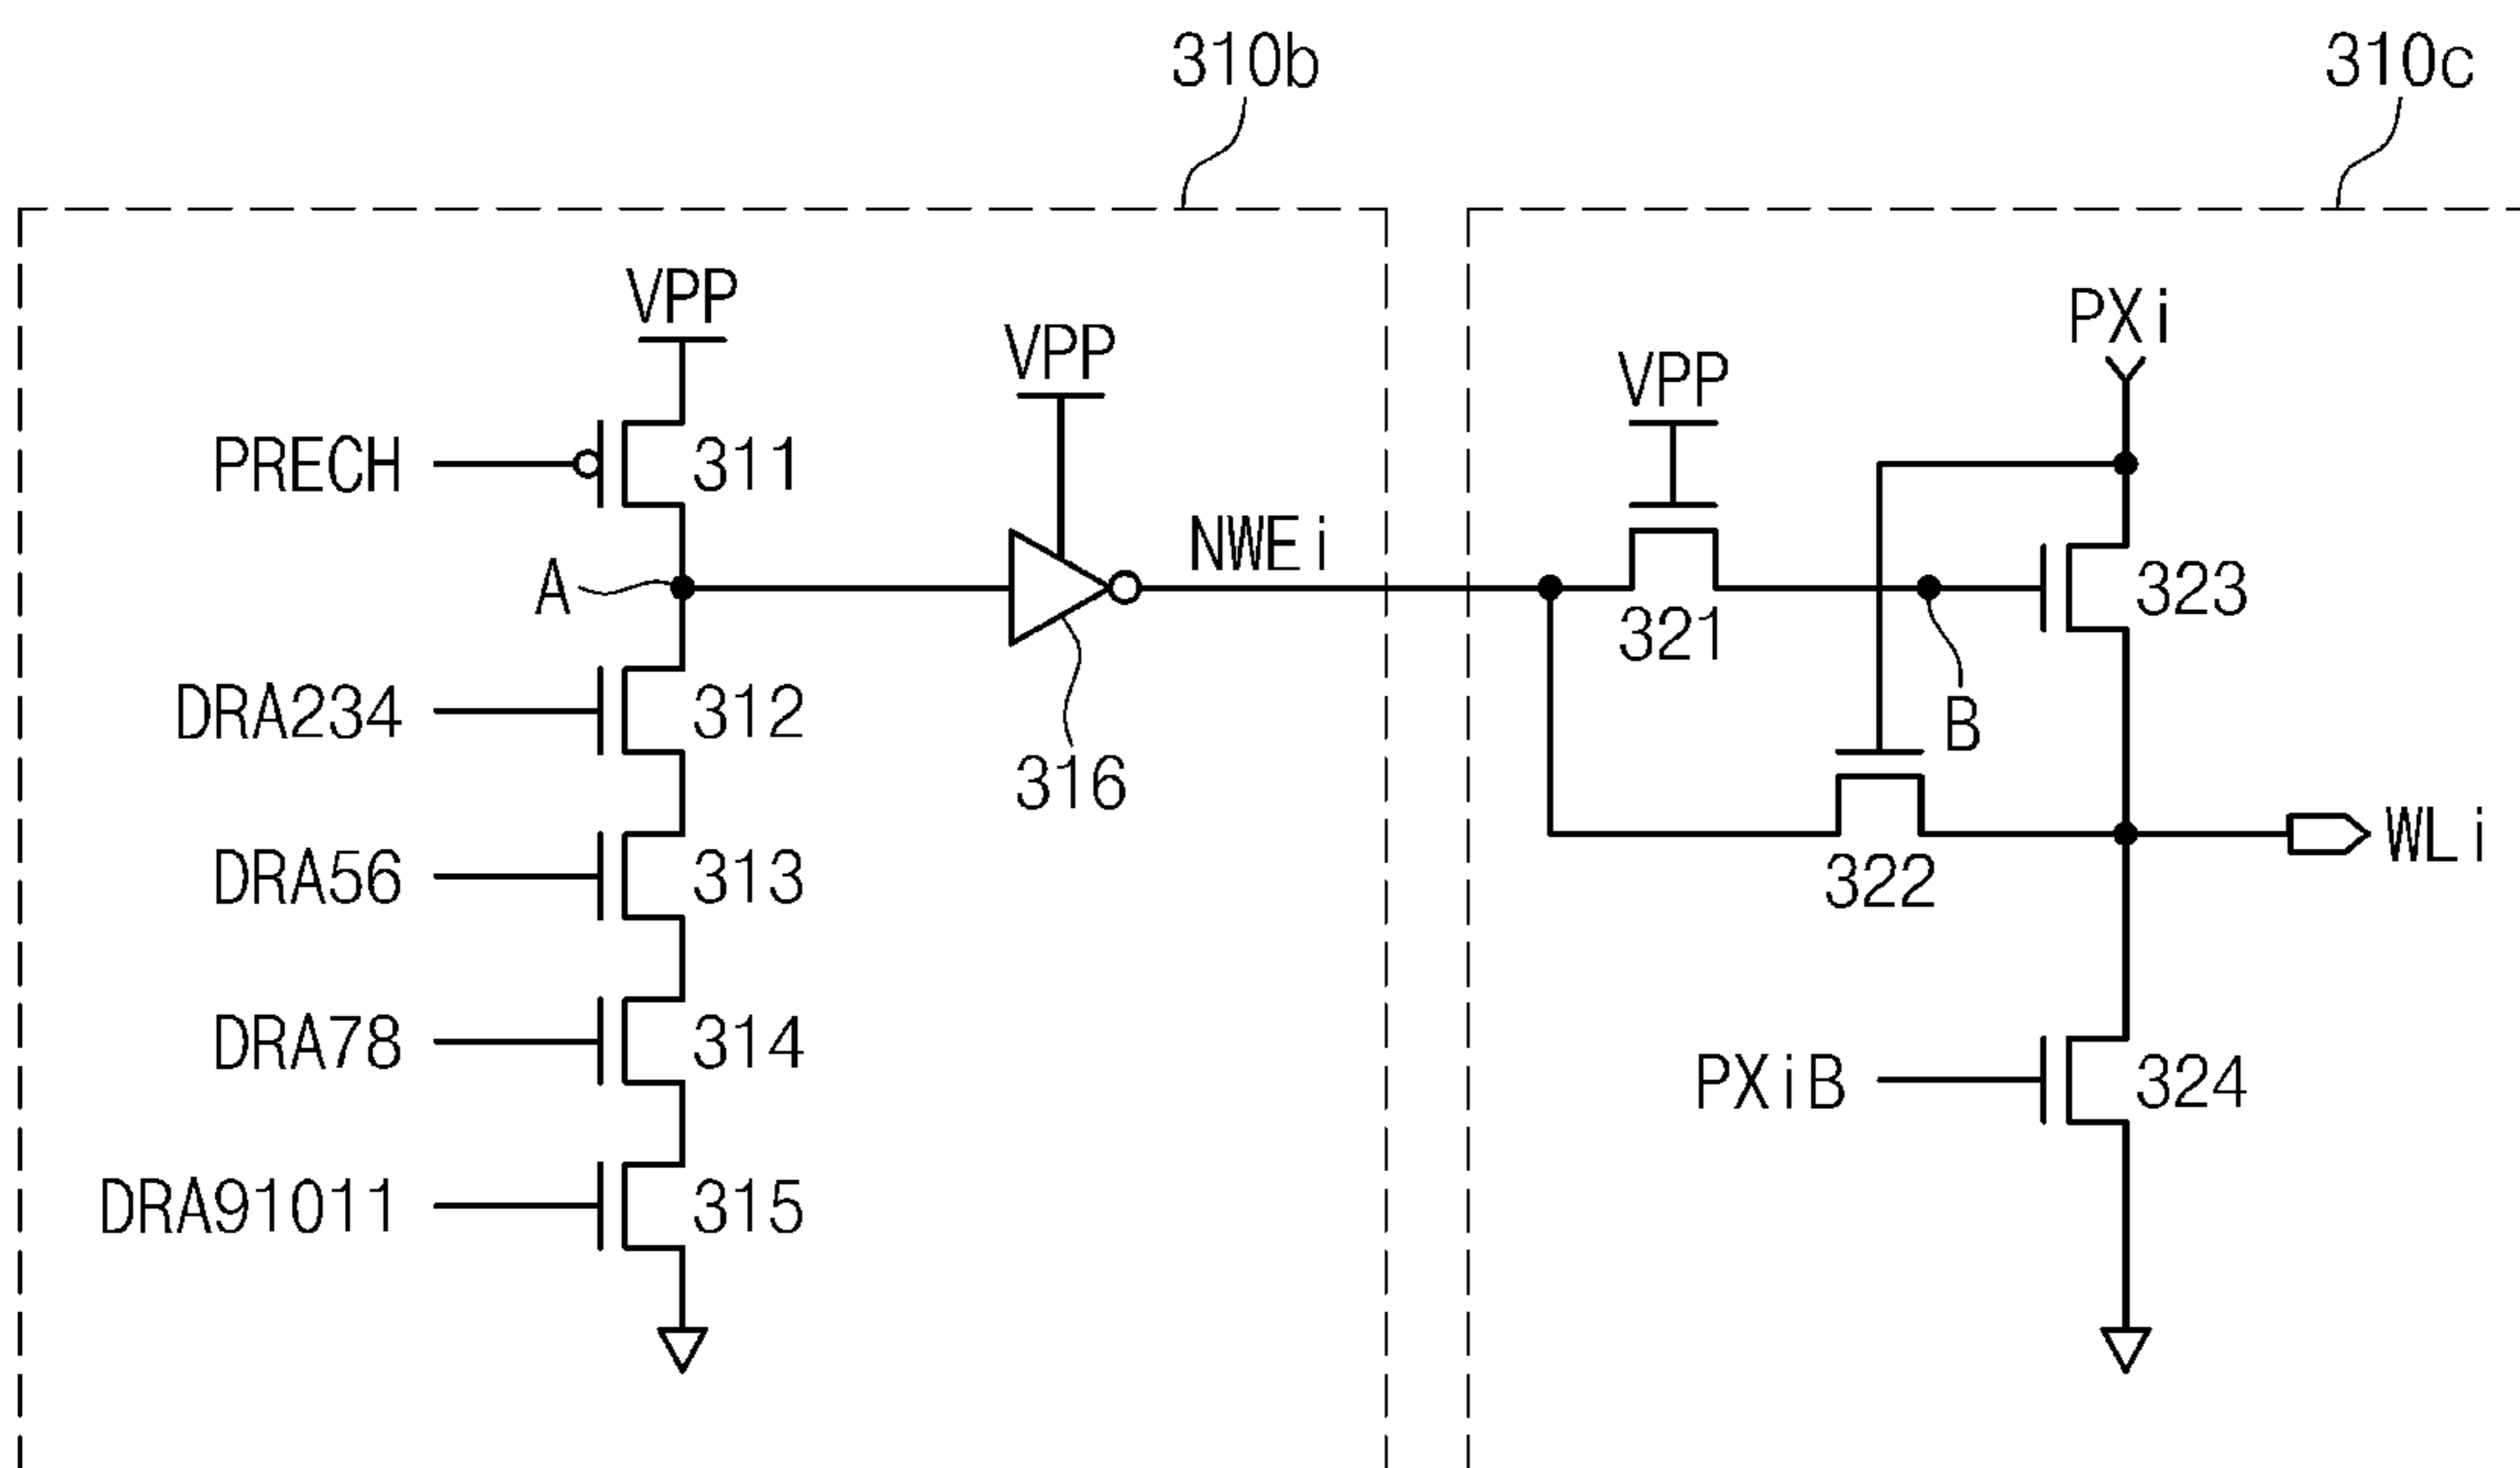 310b
310c
VPP
VPP
PXi
VPP
PRECH
311
NWEi
A
323
321
DRA234
312
B
316
WLi
DRA56
313
322
DRA78
314
PXiB
324
DRA91011
315